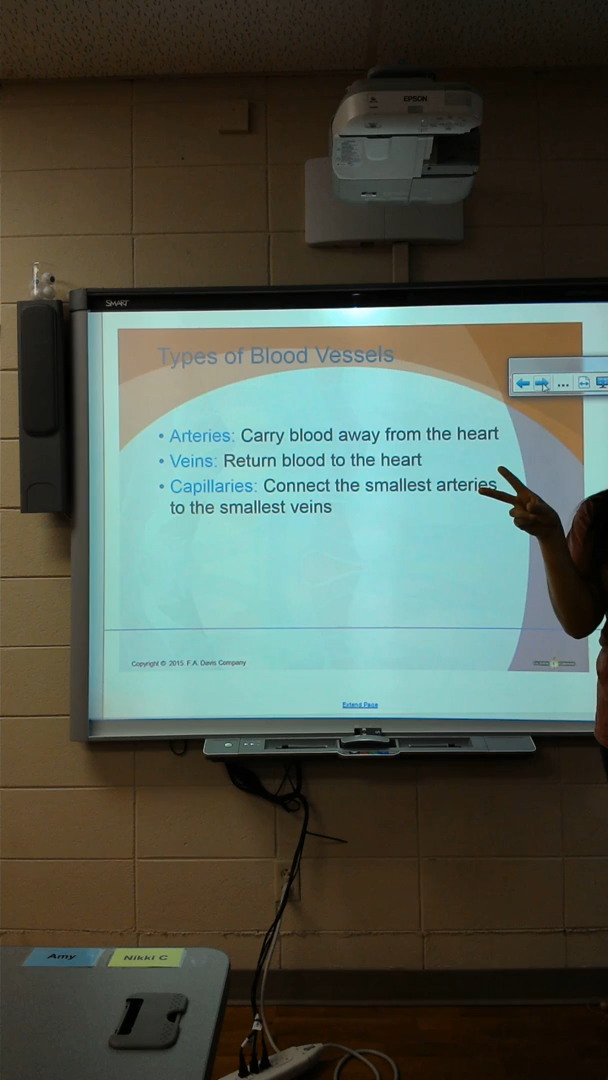 EPSON
SMART
Types of Blood Vessels
• Arteries: Carry blood away from the heart
• Veins: Return blood to the heart
• Capillaries: Connect the smallest arteries
to the smallest veins
Copyright © 2015. F.A. Davis Company
Extend Page
Amy
Nikki C